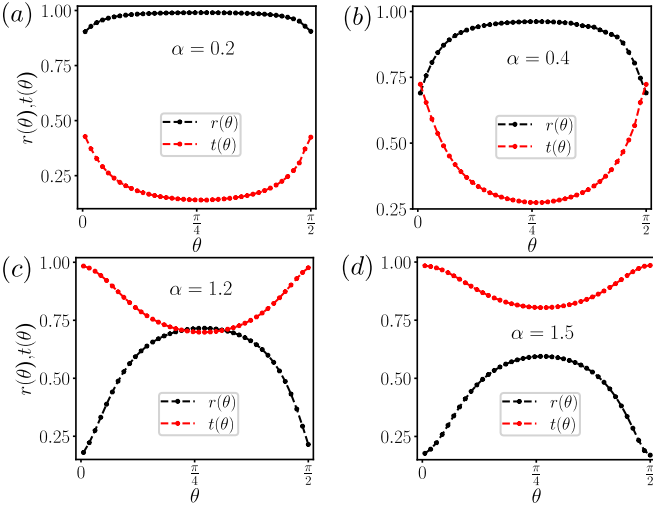 (a)
1.00
0.75
0.50
0.25
r(θ),t(θ)
α = 0.2
r(θ)
t(θ)
0
π/4
π/2
θ
(b)
1.00
0.75
0.50
0.25
α = 0.4
r(θ)
t(θ)
0
π/4
π/2
θ
(c)
1.00
0.75
0.50
0.25
r(θ),t(θ)
α = 1.2
r(θ)
t(θ)
0
π/4
π/2
θ
(d)
1.00
0.75
0.50
0.25
α = 1.5
r(θ)
t(θ)
0
π/4
π/2
θ